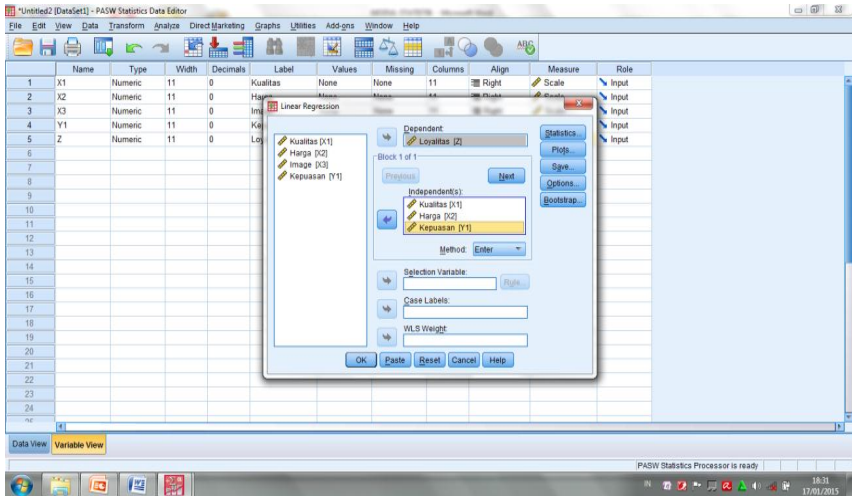 *Untitled2 [DataSet1] - PASW Statistics Data Editor
File Edit View Data Transform Analyze Direct Marketing Graphs Utilities Add-ons Window Help
Name Type Width Decimals Label Values Missing Columns Align Measure Role
1 X1 Numeric 11 0 Kualitas None None 11 Right Scale Input
2 X2 Numeric 11 0 Input
3 X3 Numeric 11 0 Input
4 Y1 Numeric 11 0 Input
5 Z Numeric 11 0 Input
6
7
8
9
10
11
12
13
14
15
16
17
18
19
20
21
22
23
24
Linear Regression
Kualitas [X1]
Harga [X2]
Image [X3]
Kepuasan [Y1]
Dependent:
Loyalitas [Z]
Block 1 of 1
Previous Next
Independent(s):
Kualitas [X1]
Harga [X2]
Kepuasan [Y1]
Method: Enter
Selection Variable:
Rule...
Case Labels:
WLS Weight:
Statistics...
Plots...
Save...
Options...
Bootstrap...
OK Paste Reset Cancel Help
Data View Variable View
PASW Statistics Processor is ready
IN 18:31
17/01/2015